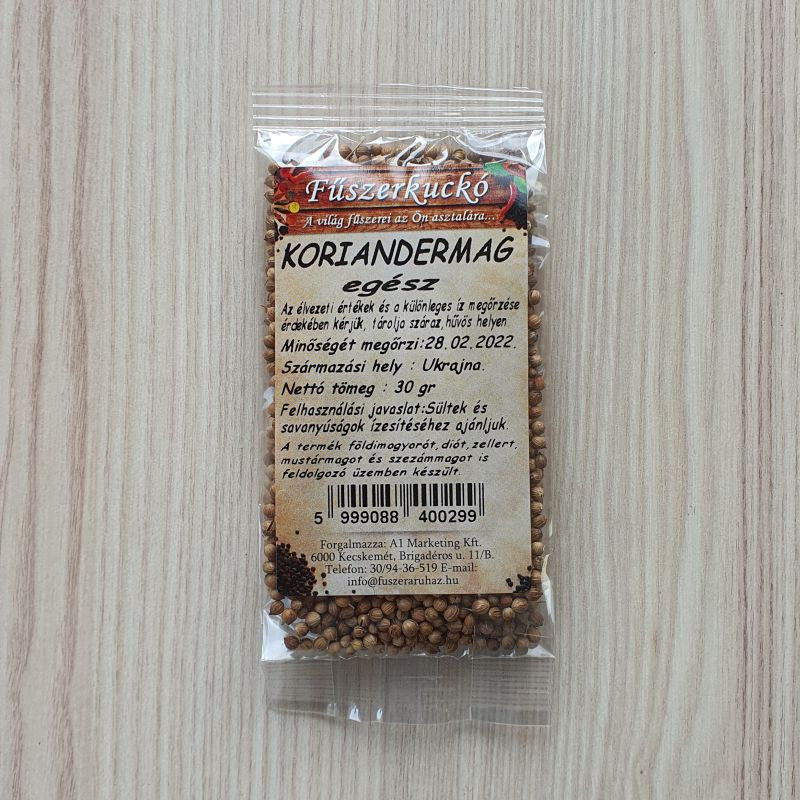 Fűszerkuckó
A világ fűszerei az Ön asztalára...
KORIANDERMAG
egész
Az élvezeti értékek és a különleges íz megőrzése
érdekében kérjük, tárolja száraz,hűvös helyen
Minőségét megőrzi:28.02.2022.
Származási hely : Ukrajna.
Nettó tömeg : 30 gr
Felhasználási javaslat:Sültek és
savanyúságok ízesítéséhez ajánljuk.
A termék földimogyorót,diót,zellert,
mustármagot és szezámmagot is
feldolgozó üzemben készült.
5 999088 400299
Forgalmazza: A1 Marketing Kft.
6000 Kecskemét, Brigadéros u. 11/B.
Telefon: 30/94-36-519 E-mail:
info@fuszeraruhaz.hu